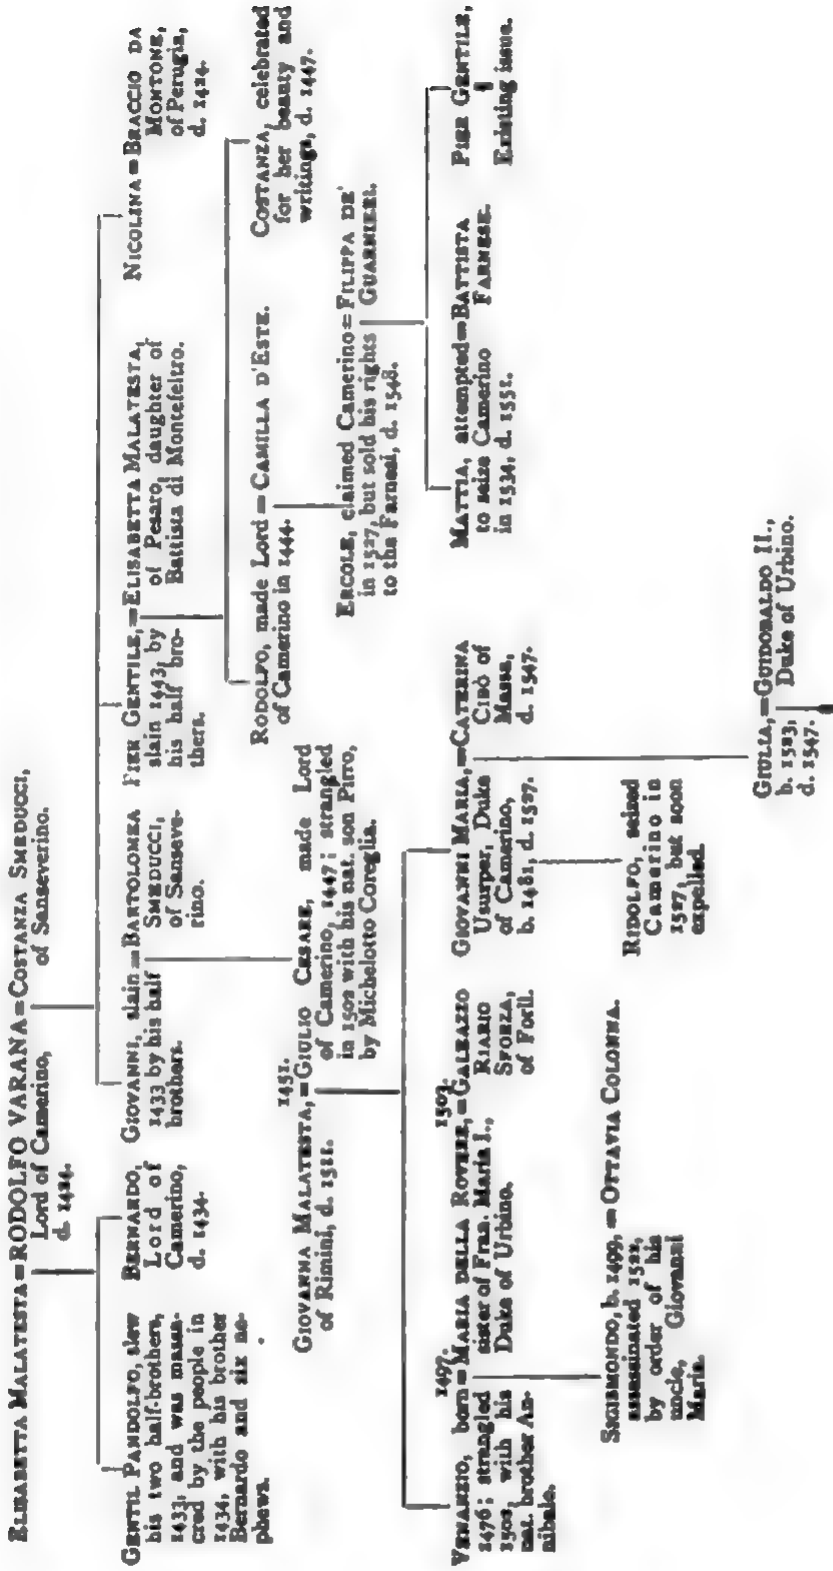 ELISABETTA MALATESTA = RODOLFO VARANA = COSTANZA SMEDUCCI,
Lord of Camerino, of Sanseverino.
d. 1424.
GENTIL PANDOLFO, slew
his two half-brothers,
1433, and was massa-
cred by the people in
1434, with his brother
Bernardo and six ne-
phews.
BERNARDO,
Lord of
Camerino,
d. 1434.
GIOVANNI, slain = BARTOLOMEA
1433 by his half SMEDUCCI,
brothers. of Sanseve-
rino.
PIER GENTILE, = ELISABETTA MALATESTA,
slain 1443, by of Pesaro, daughter of
his half bro- Battista di Montefeltro.
thers.
NICOLINA = BRACCIO DA
MONTONE,
of Perugia,
d. 1424.
1451.
GIOVANNA MALATESTA, = GIULIO CESARE, made Lord
of Rimini, d. 1511. of Camerino, 1447; strangled
in 1502 with his nat. son Pirro,
by Michelotto Coreglia.
RODOLFO, made Lord = CAMILLA D'ESTE.
of Camerino in 1444.
COSTANZA, celebrated
for her beauty and
writings, d. 1447.
ERCOLE, claimed Camerino = FILIPPA DE'
in 1527, but sold his rights GUARNIERI.
to the Farnesi, d. 1548.
1497. 1503.
VENANZIO, born = MARIA DELLA ROVERE, = GALEAZZO
1476; strangled sister of Fran. Maria I., RIARIO
1502, with his Duke of Urbino. SFORZA,
nat. brother An- of Forlì.
nibale.
GIOVANNI MARIA, = CATERINA
Usurper, Duke CIBÒ of
of Camerino, Massa,
b. 1481, d. 1527. d. 1547.
MATTIA, attempted = BATTISTA
to seize Camerino FARNESE.
in 1534, d. 1551.
PIER GENTILE,
Existing issue.
SIGISMONDO, b. 1499, = OTTAVIA COLONNA.
assassinated 1522,
by order of his
uncle, Giovanni
Maria.
RIDOLFO, seized
Camerino in
1527, but soon
expelled.
GIULIA, = GUIDOBALDO II.,
b. 1523, Duke of Urbino.
d. 1547.